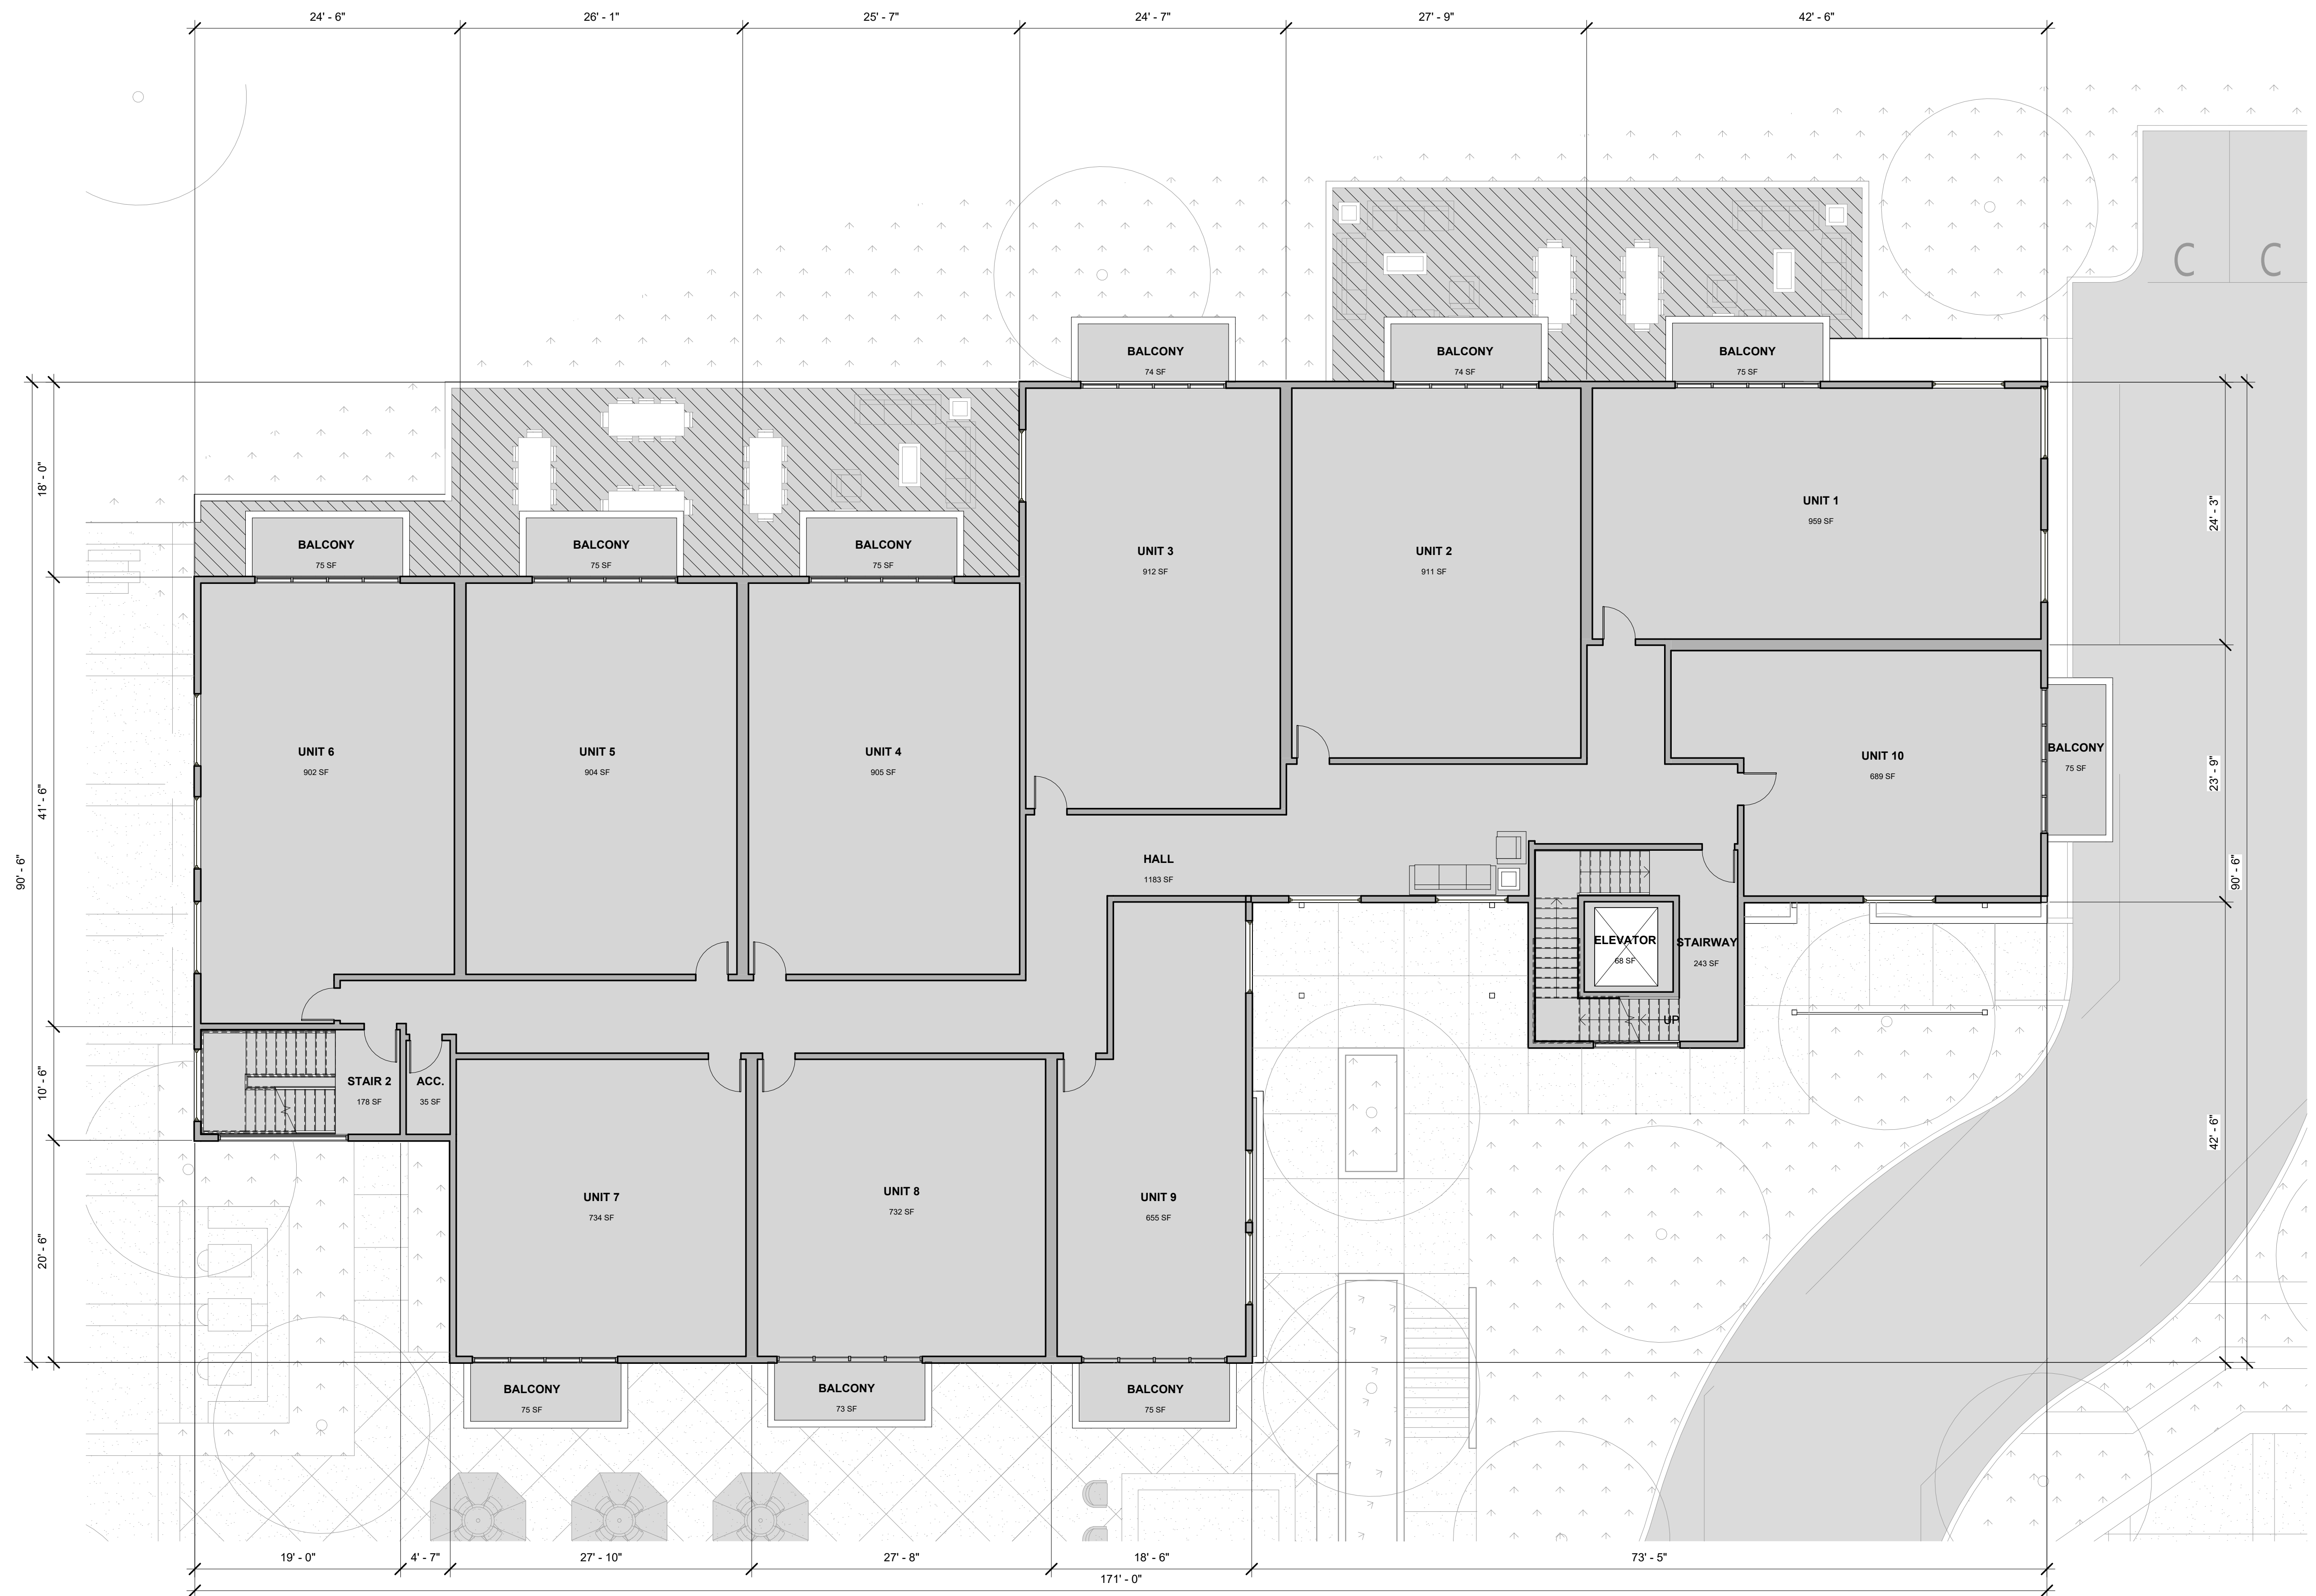 24' - 6"
26' - 1"
25' - 7"
24' - 7"
27' - 9"
42' - 6"
C
C
BALCONY
74 SF
BALCONY
74 SF
BALCONY
75 SF
18' - 0"
24' - 3"
UNIT 1
959 SF
BALCONY
75 SF
BALCONY
75 SF
BALCONY
75 SF
UNIT 3
912 SF
UNIT 2
911 SF
UNIT 6
902 SF
UNIT 5
904 SF
UNIT 4
905 SF
UNIT 10
689 SF
BALCONY
75 SF
23' - 9"
41' - 6"
90' - 6"
90' - 6"
HALL
1183 SF
ELEVATOR
68 SF
STAIRWAY
243 SF
UP
10' - 6"
STAIR 2
178 SF
ACC.
35 SF
42' - 6"
UNIT 7
734 SF
UNIT 8
732 SF
UNIT 9
655 SF
20' - 6"
BALCONY
75 SF
BALCONY
73 SF
BALCONY
75 SF
19' - 0"
4' - 7"
27' - 10"
27' - 8"
18' - 6"
73' - 5"
171' - 0"